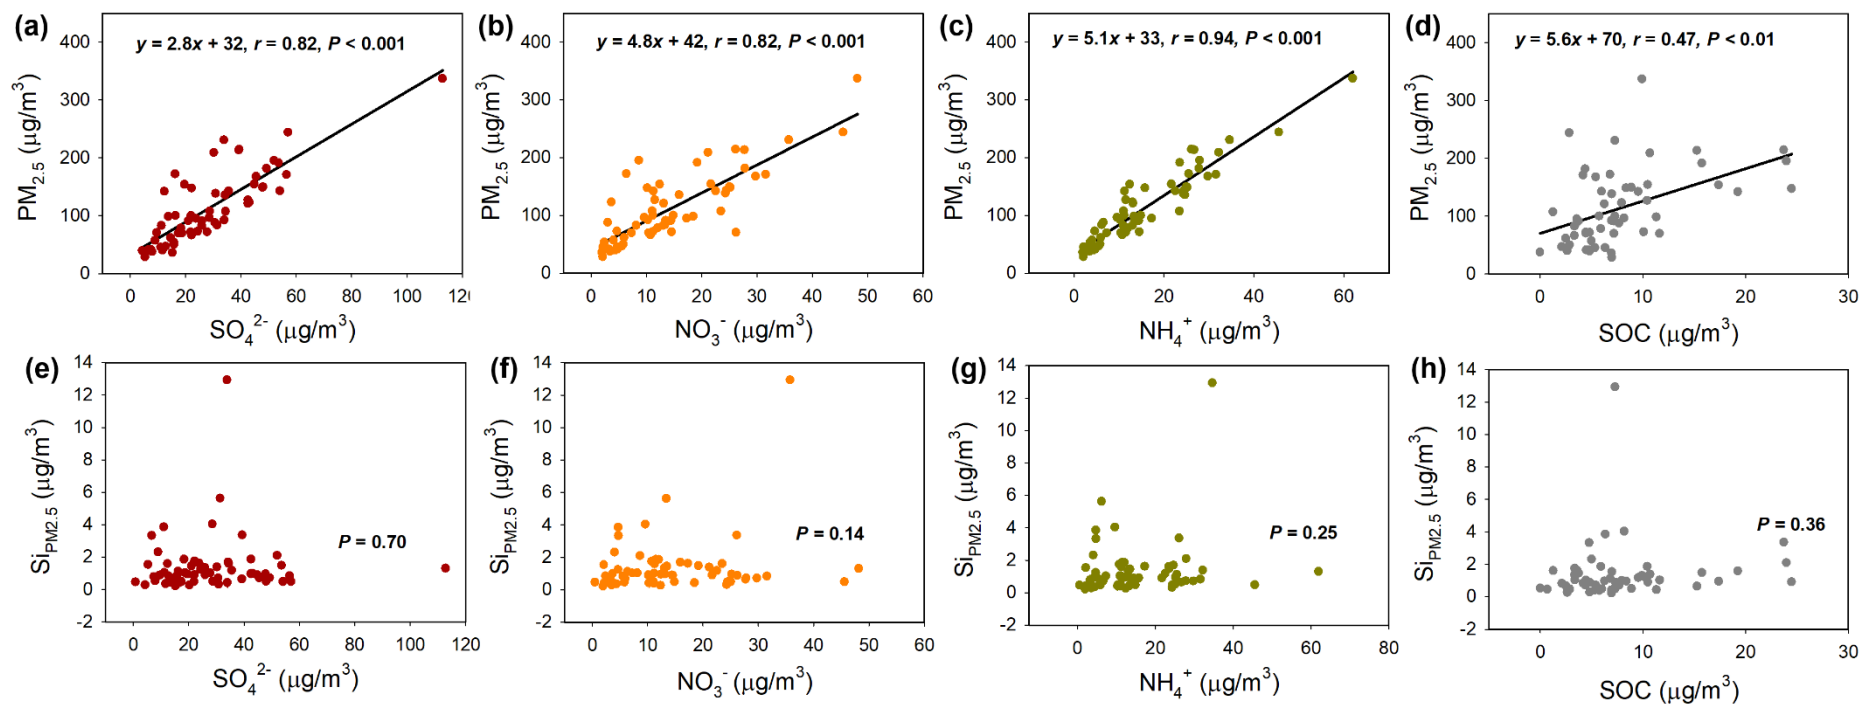 (a)
y = 2.8x + 32, r = 0.82, P < 0.001
PM2.5 (μg/m³)
400
300
200
100
0
0 20 40 60 80 100 120
SO₄²⁻ (μg/m³)
(b)
y = 4.8x + 42, r = 0.82, P < 0.001
PM2.5 (μg/m³)
400
300
200
100
0
0 10 20 30 40 50 60
NO₃⁻ (μg/m³)
(c)
y = 5.1x + 33, r = 0.94, P < 0.001
PM2.5 (μg/m³)
400
300
200
100
0
0 20 40 60
NH₄⁺ (μg/m³)
(d)
y = 5.6x + 70, r = 0.47, P < 0.01
PM2.5 (μg/m³)
400
300
200
100
0
0 10 20 30
SOC (μg/m³)
(e)
P = 0.70
SiPM2.5 (μg/m³)
14
12
10
8
6
4
2
0
-2
0 20 40 60 80 100 120
SO₄²⁻ (μg/m³)
(f)
P = 0.14
SiPM2.5 (μg/m³)
14
12
10
8
6
4
2
0
-2
0 10 20 30 40 50 60
NO₃⁻ (μg/m³)
(g)
P = 0.25
SiPM2.5 (μg/m³)
14
12
10
8
6
4
2
0
-2
0 20 40 60 80
NH₄⁺ (μg/m³)
(h)
P = 0.36
SiPM2.5 (μg/m³)
14
12
10
8
6
4
2
0
-2
0 10 20 30
SOC (μg/m³)